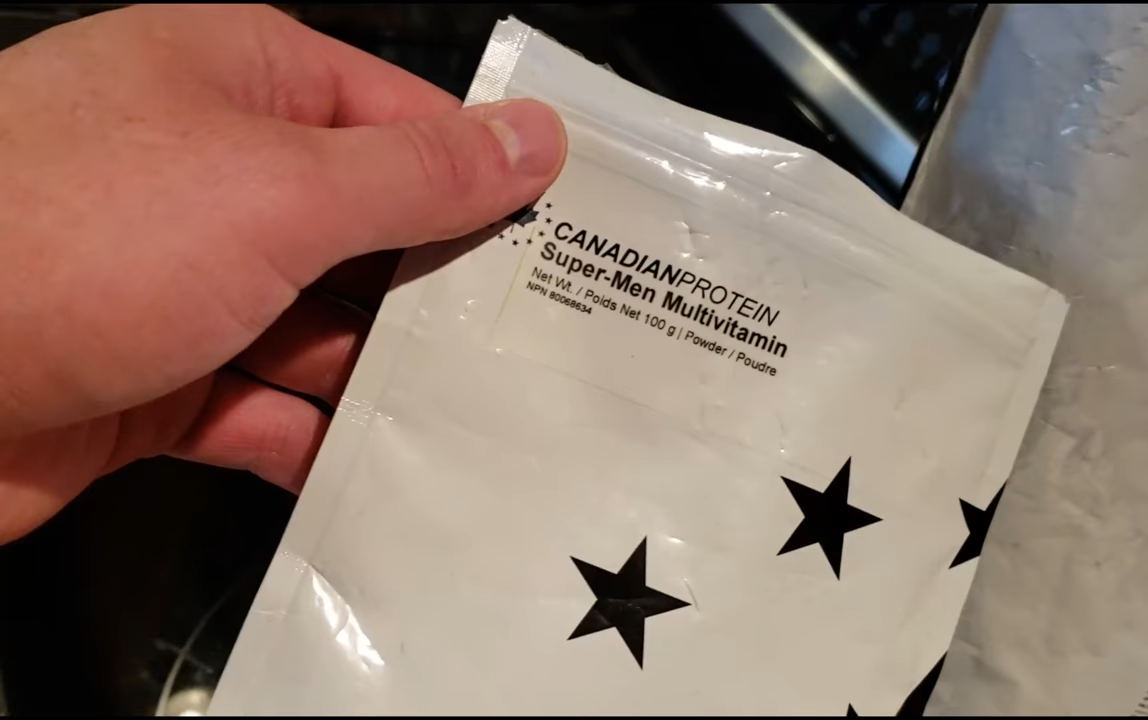 CANADIANPROTEIN
Super-Men Multivitamin
Net Wt. / Poids Net 100 g | Powder / Poudre
NPN 80068634